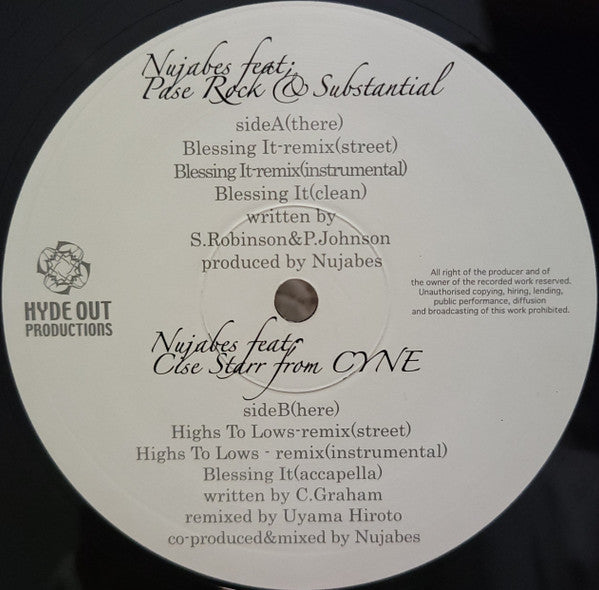 Nujabes feat;
Pase Rock & Substantial
sideA(there)
Blessing It-remix(street)
Blessing It-remix(instrumental)
Blessing It(clean)
written by
S.Robinson&P.Johnson
produced by Nujabes
HYDE OUT
PRODUCTIONS
All right of the producer and of
the owner of the recorded work reserved.
Unauthorised copying, hiring, lending,
public performance, diffusion
and broadcasting of this work prohibited.
Nujabes feat;
Cise Starr from CYNE
sideB(here)
Highs To Lows-remix(street)
Highs To Lows - remix(instrumental)
Blessing It(accapella)
written by C.Graham
remixed by Uyama Hiroto
co-produced&mixed by Nujabes